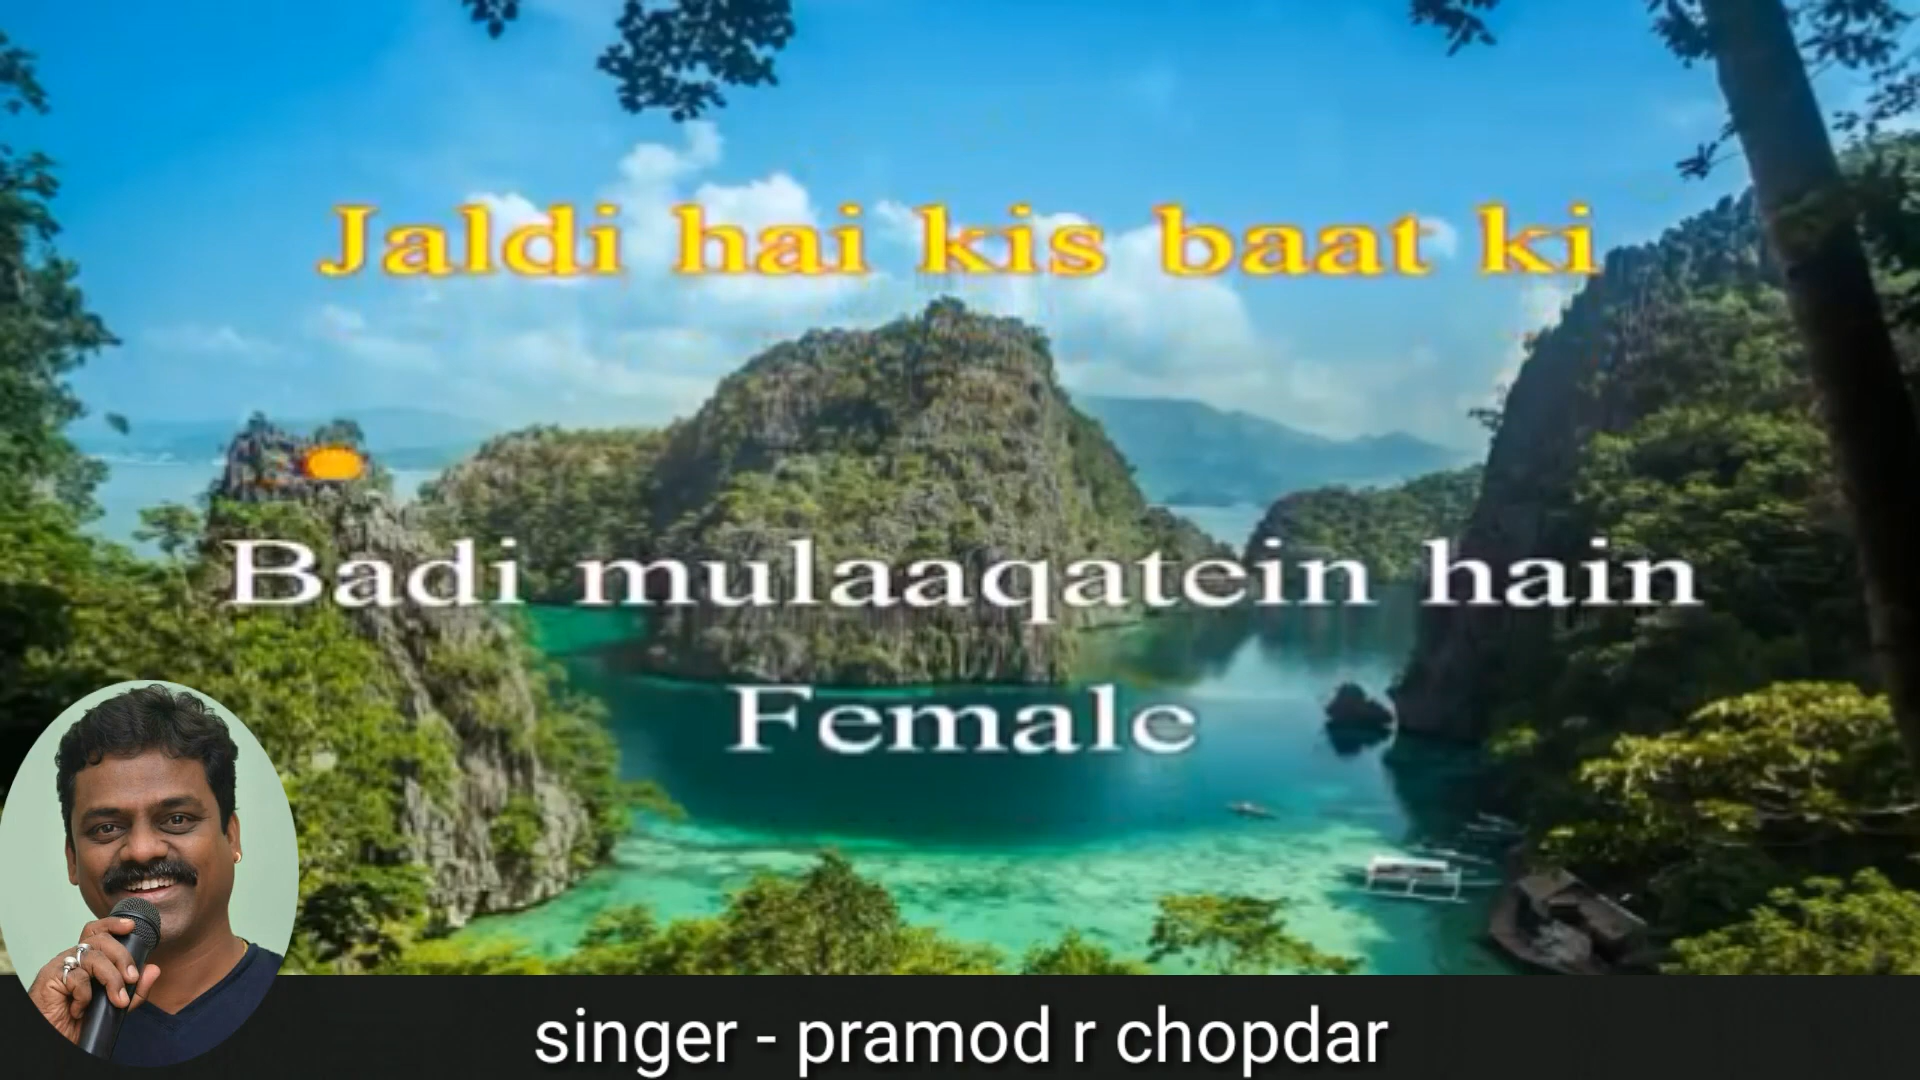 Jaldi hai kis baat ki
Badi mulaaqatein hain
Female
singer - pramod r chopdar